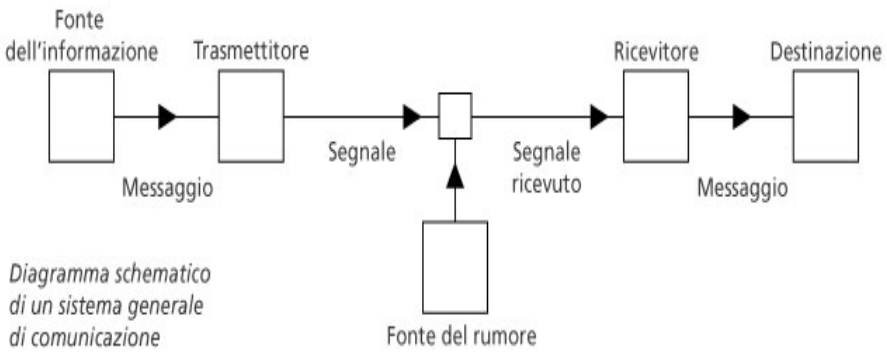 Fonte
dell'informazione
Trasmettitore
Ricevitore
Destinazione
Segnale
Segnale
ricevuto
Messaggio
Messaggio
Diagramma schematico
di un sistema generale
di comunicazione
Fonte del rumore